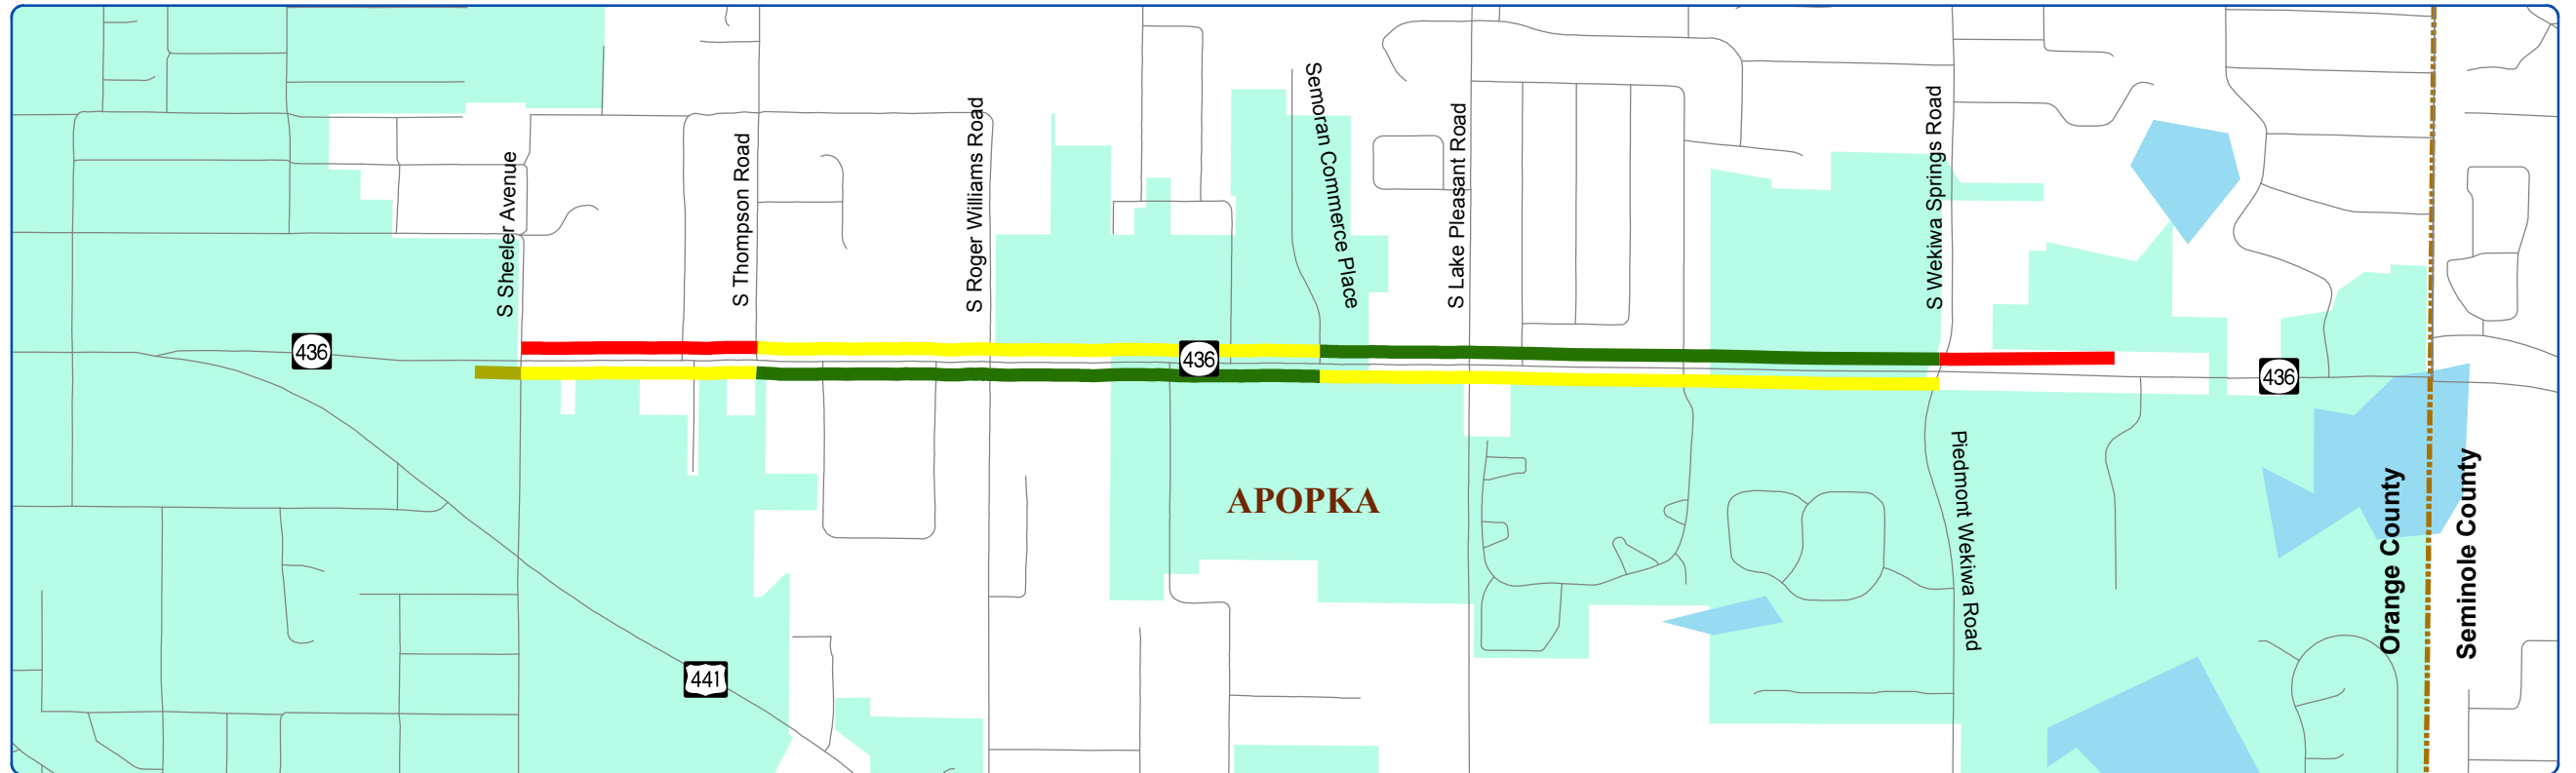 S Sheeler Avenue
S Thompson Road
S Roger Williams Road
Semoran Commerce Place
S Lake Pleasant Road
S Wekiwa Springs Road
436
436
436
Piedmont Wekiwa Road
APOPKA
Orange County
Seminole County
441